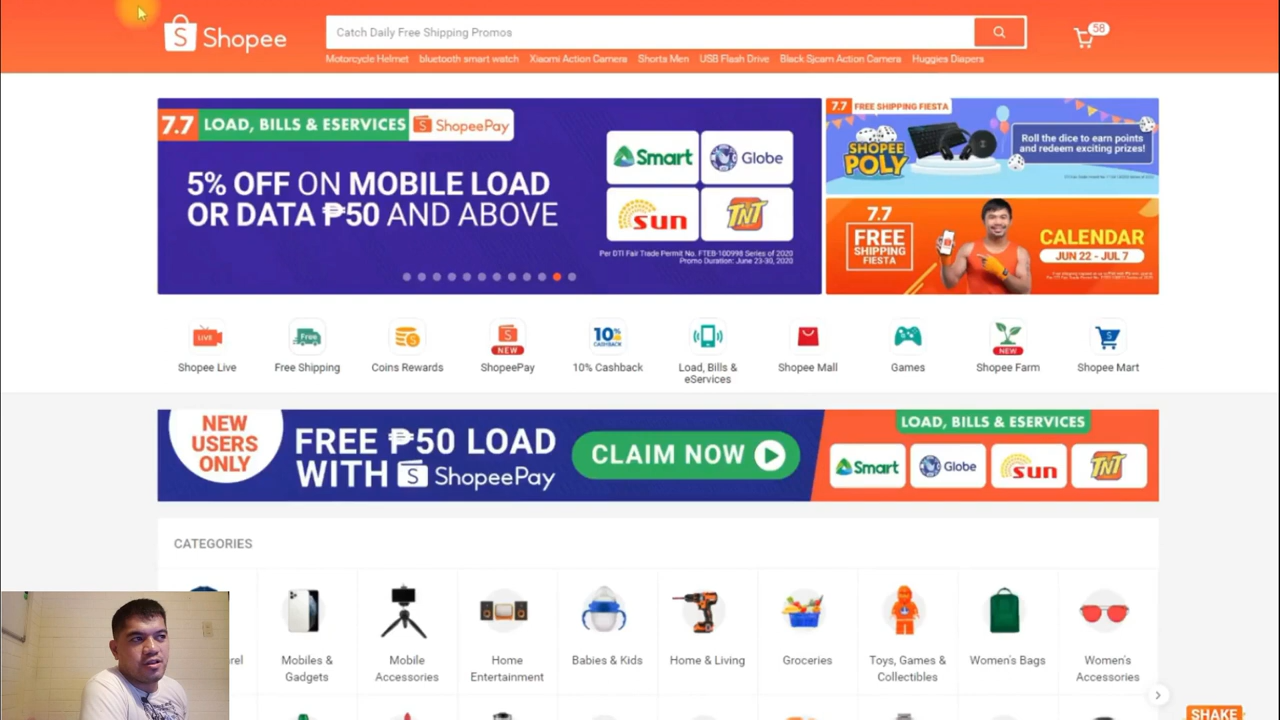 Shopee
Catch Daily Free Shipping Promos
58
Motorcycle Helmet bluetooth smart watch Xiaomi Action Camera Shorts Men USB Flash Drive Black Sjcam Action Camera Huggies Diapers
7.7 LOAD, BILLS & ESERVICES ShopeePay
5% OFF ON MOBILE LOAD
OR DATA ₱50 AND ABOVE
Smart
Globe
sun
TNT
Per DTI Fair Trade Permit No. FTEB-100998 Series of 2020
Promo Duration: June 23-30, 2020
7.7 FREE SHIPPING FIESTA
SHOPEE
POLY
Roll the dice to earn points
and redeem exciting prizes!
7.7
FREE
SHIPPING
FIESTA
CALENDAR
JUN 22 - JUL 7
LIVE
Shopee Live
Free
Free Shipping
Coins Rewards
NEW
ShopeePay
10%
CASHBACK
10% Cashback
Load, Bills &
eServices
Shopee Mall
Games
NEW
Shopee Farm
Shopee Mart
NEW
USERS
ONLY
FREE ₱50 LOAD
WITH ShopeePay
CLAIM NOW
LOAD, BILLS & ESERVICES
Smart
Globe
sun
TNT
CATEGORIES
Mobiles &
Gadgets
Mobile
Accessories
Home
Entertainment
Babies & Kids
Home & Living
Groceries
Toys, Games &
Collectibles
Women's Bags
Women's
Accessories
SHAKE